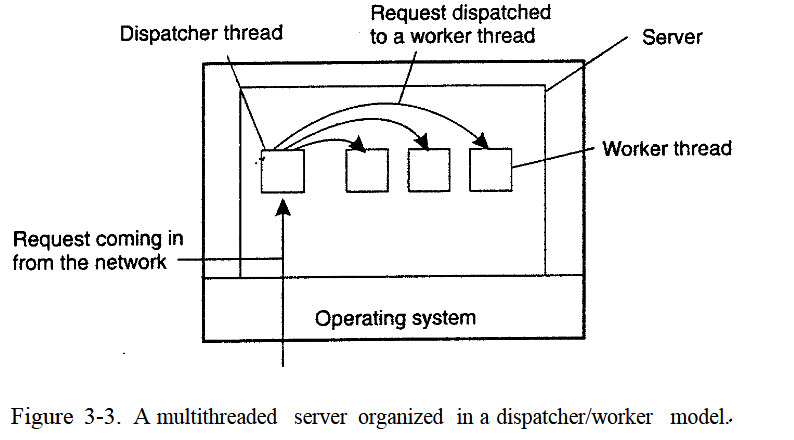 Request dispatched
to a worker thread
Dispatcher thread
Server
Worker thread
Request coming in
from the network
Operating system
Figure 3-3. A multithreaded server organized in a dispatcher/worker model.